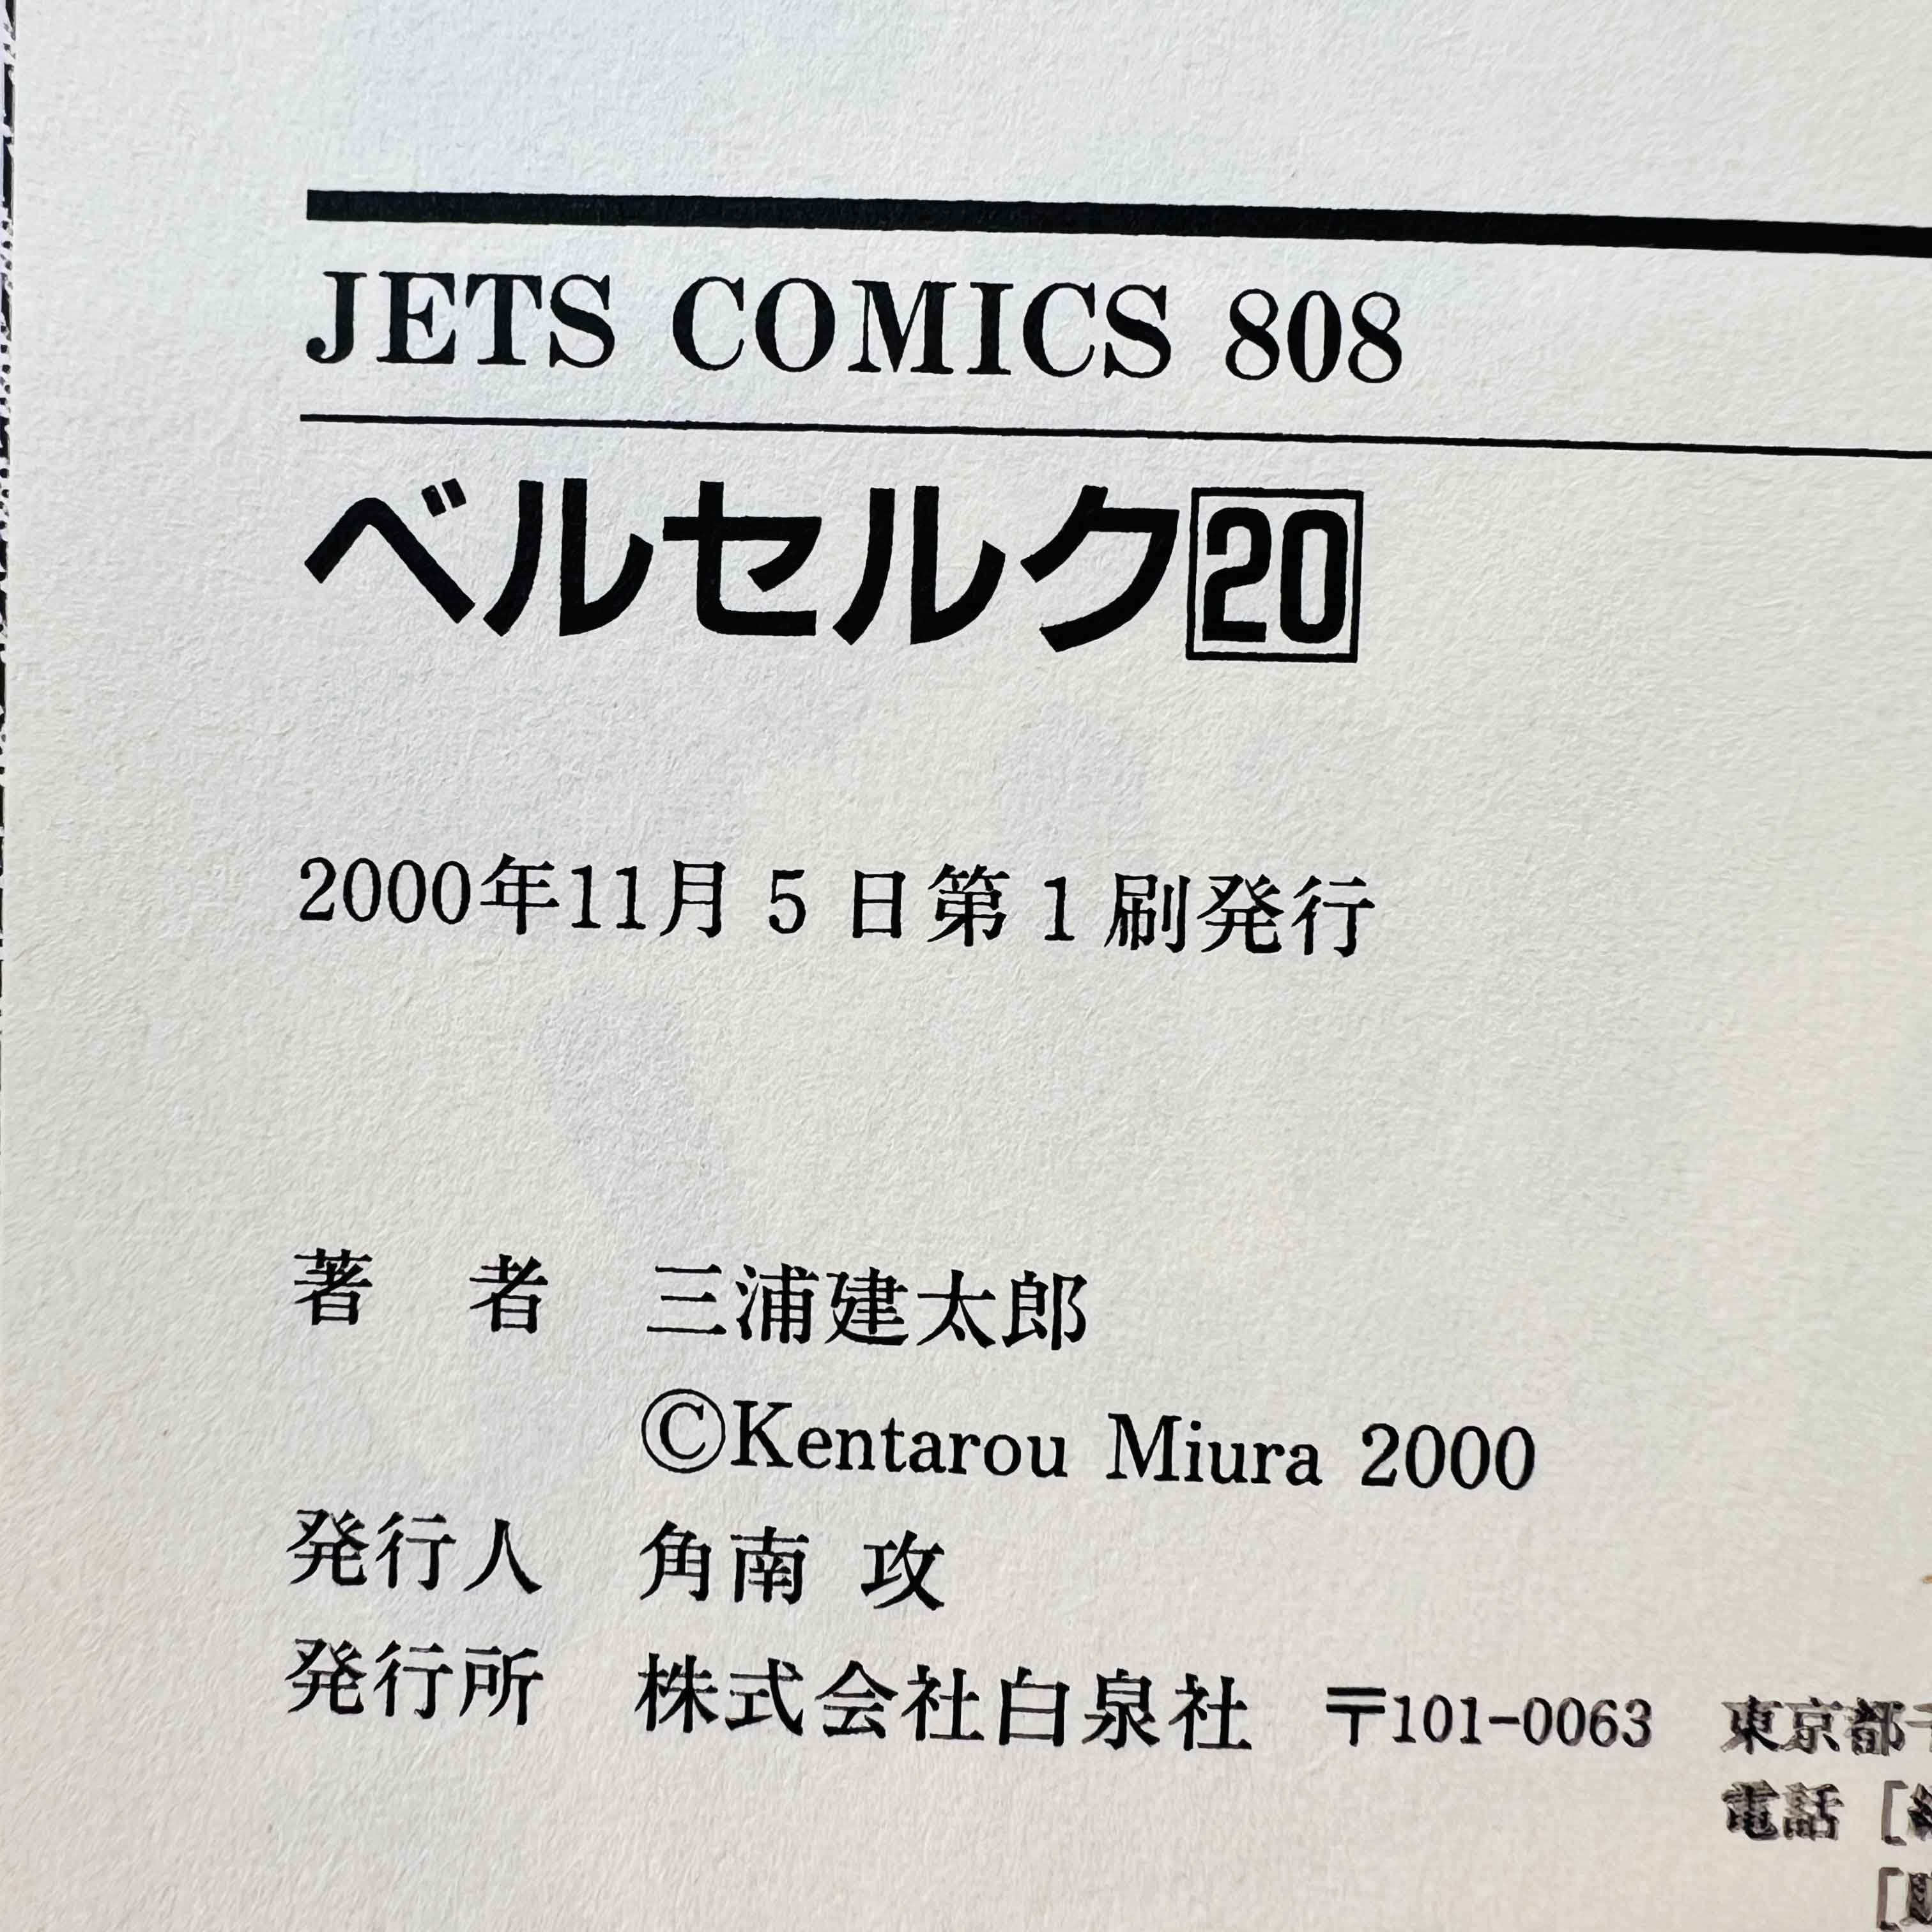 JETS COMICS 808
ベルセルク20
2000年11月5日第1刷発行
著 者 三浦建太郎
©Kentarou Miura 2000
発行人 角南 攻
発行所 株式会社白泉社 〒101-0063 東京都千
電話[
[